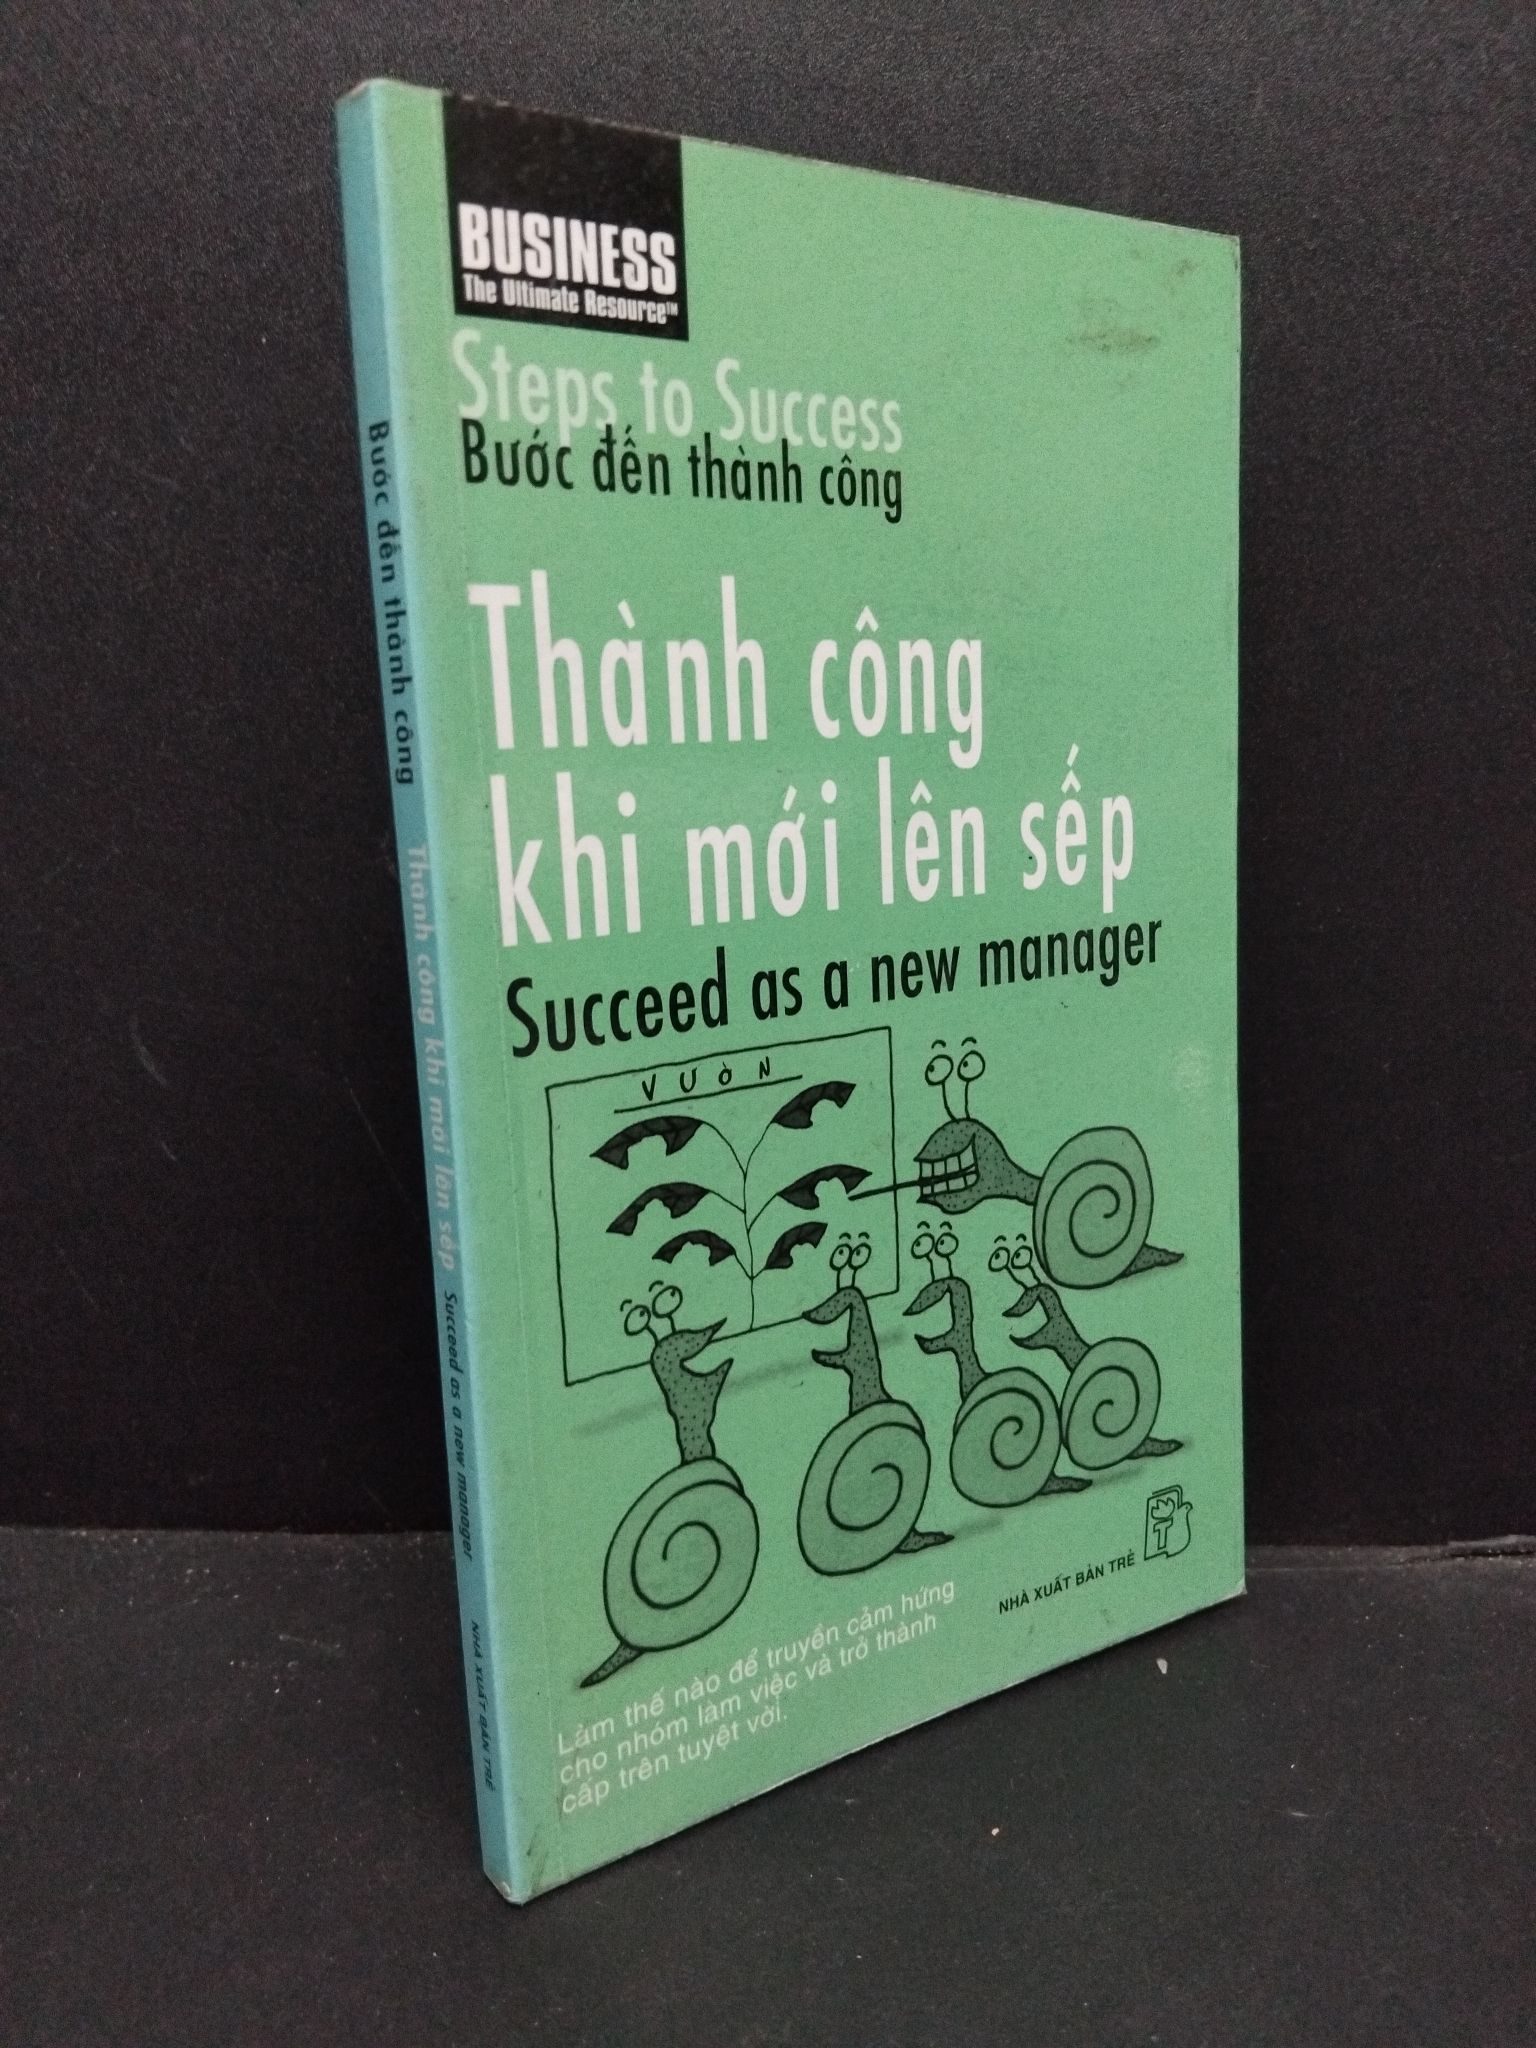 BUSINESS
The Ultimate Resource™
Steps to Success
Bước đến thành công
Thành công
khi mới lên sếp
Succeed as a new manager
VƯỜN
Làm thế nào để truyền cảm hứng
cho nhóm làm việc và trở thành
cấp trên tuyệt vời.
NHÀ XUẤT BẢN TRẺ
T
Bước đến thành công Thành công khi mới lên sếp Succeed as a new manager NHÀ XUẤT BẢN TRẺ